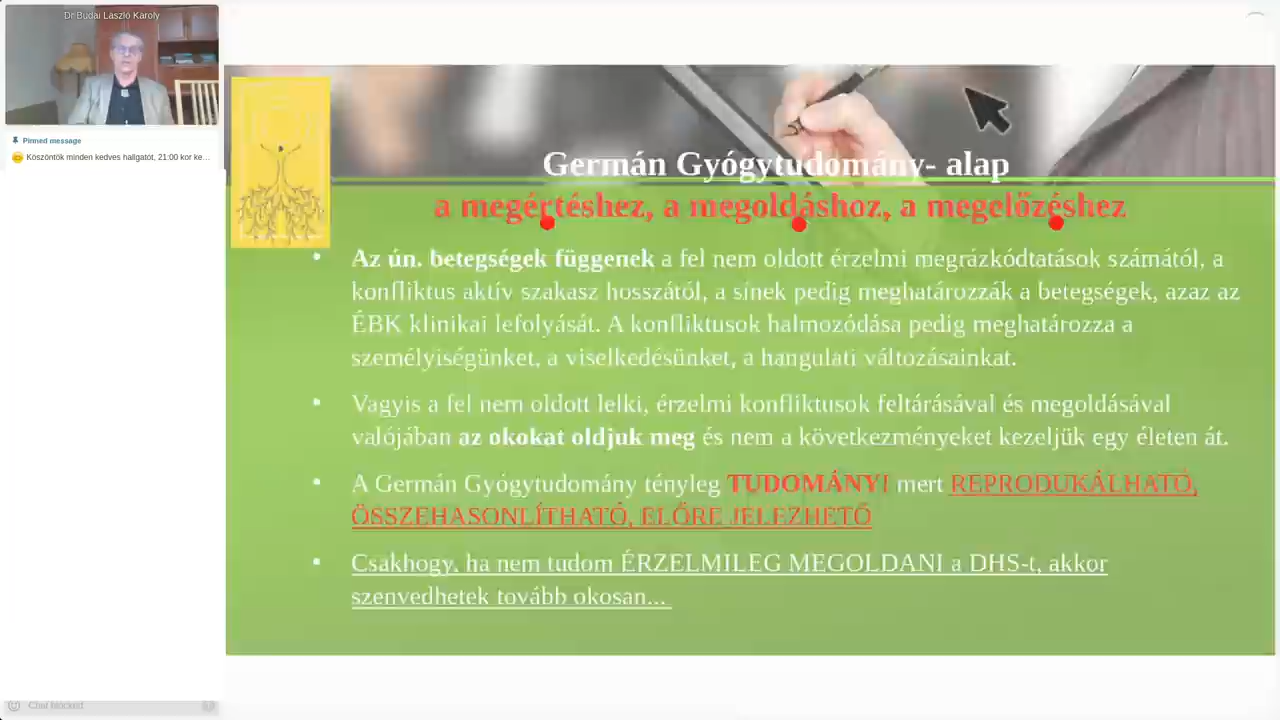 Dr Budai László Károly
Pinned message
Köszöntök minden kedves hallgatót, 21:00 kor ke...
Germán Gyógytudomány- alap
a megértéshez, a megoldáshoz, a megelőzéshez
• Az ún. betegségek függenek a fel nem oldott érzelmi megrázkódtatások számától, a
konfliktus aktív szakasz hosszától, a sínek pedig meghatározzák a betegségek, azaz az
ÉBK klinikai lefolyását. A konfliktusok halmozódása pedig meghatározza a
személyiségünket, a viselkedésünket, a hangulati változásainkat.
• Vagyis a fel nem oldott lelki, érzelmi konfliktusok feltárásával és megoldásával
valójában az okokat oldjuk meg és nem a következményeket kezeljük egy életen át.
• A Germán Gyógytudomány tényleg TUDOMÁNY! mert REPRODUKÁLHATÓ,
ÖSSZEHASONLÍTHATÓ, ELŐRE JELEZHETŐ
• Csakhogy, ha nem tudom ÉRZELMILEG MEGOLDANI a DHS-t, akkor
szenvedhetek tovább okosan...
Chat blocked